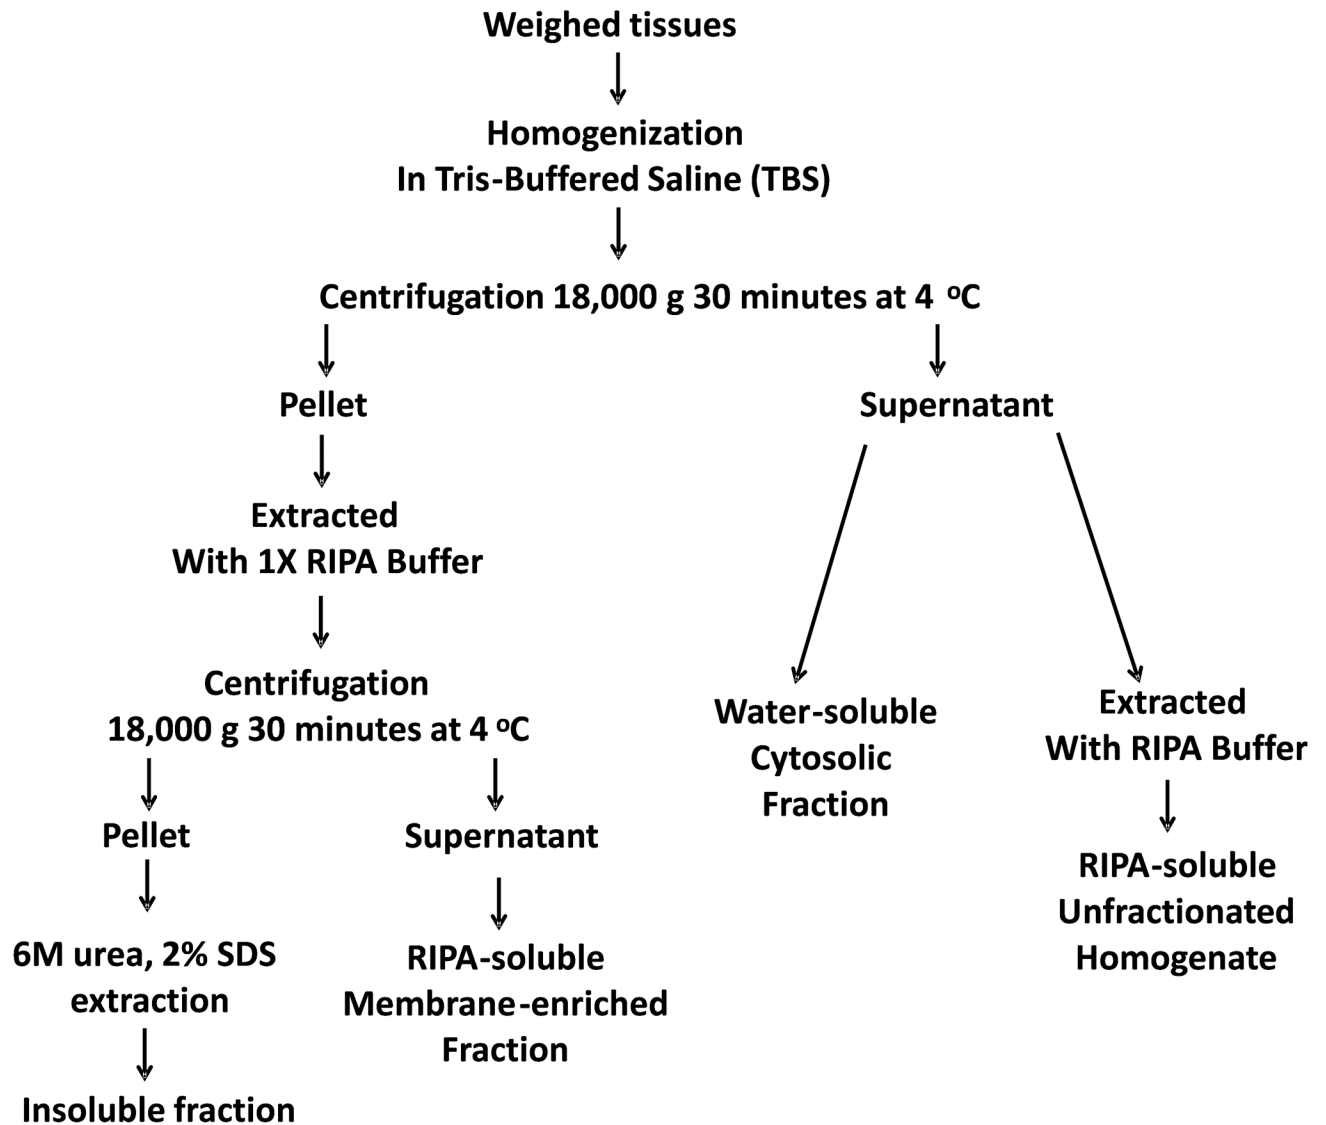 Weighed tissues
Homogenization
In Tris-Buffered Saline (TBS)
Centrifugation 18,000 g 30 minutes at 4 ºC
Pellet
Supernatant
Extracted
With 1X RIPA Buffer
Centrifugation
18,000 g 30 minutes at 4 ºC
Pellet
Supernatant
6M urea, 2% SDS
extraction
Insoluble fraction
RIPA-soluble
Membrane-enriched
Fraction
Water-soluble
Cytosolic
Fraction
Extracted
With RIPA Buffer
RIPA-soluble
Unfractionated
Homogenate